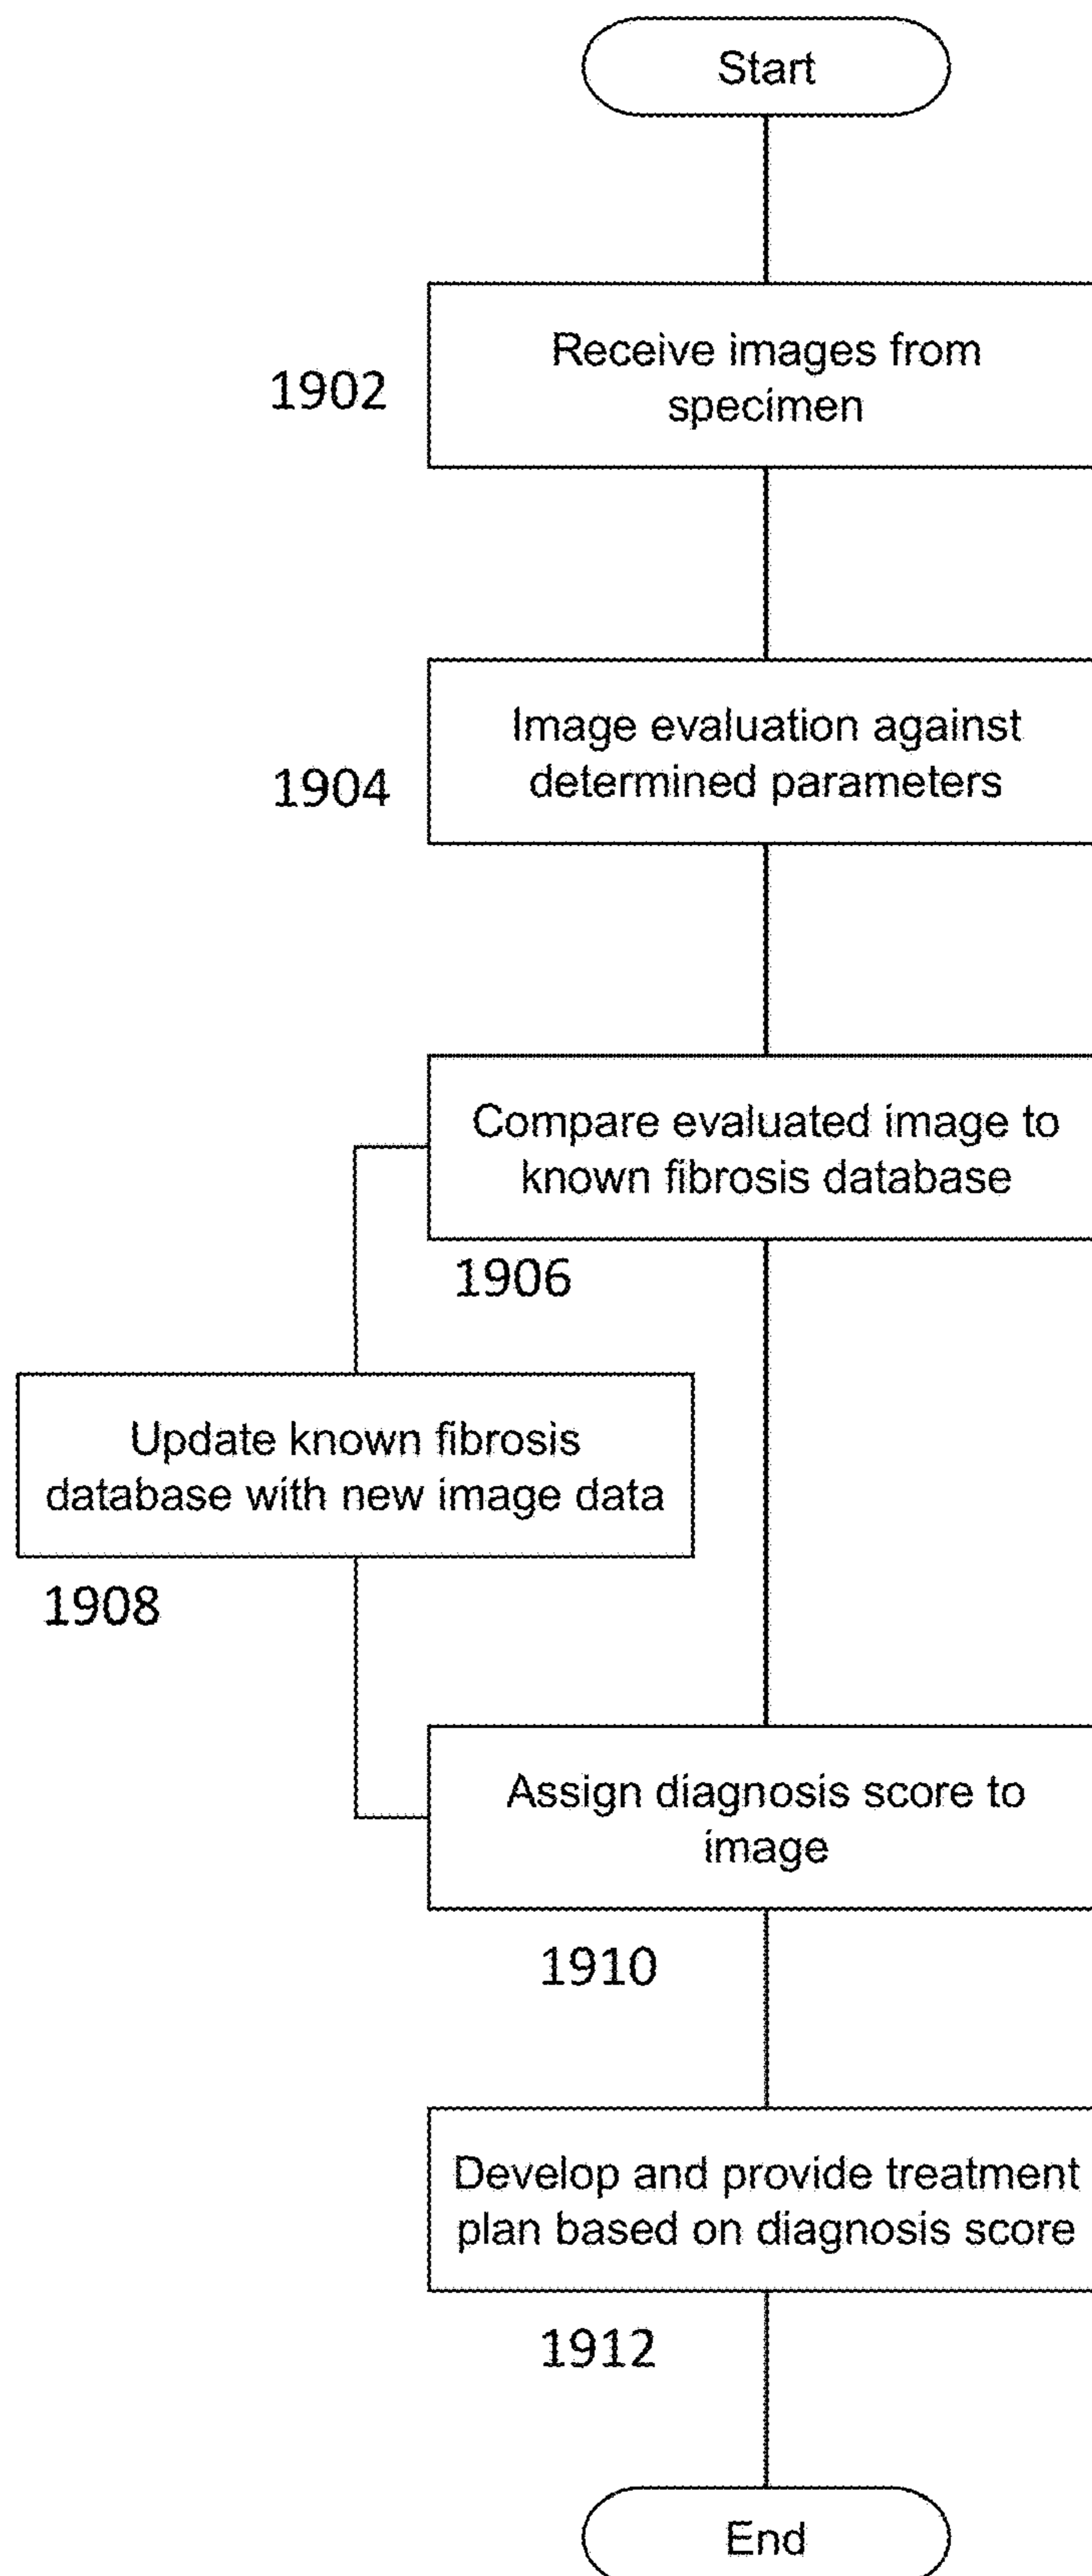 Start
1902
Receive images from
specimen
1904
Image evaluation against
determined parameters
Compare evaluated image to
known fibrosis database
1906
Update known fibrosis
database with new image data
1908
Assign diagnosis score to
image
1910
Develop and provide treatment
plan based on diagnosis score
1912
End